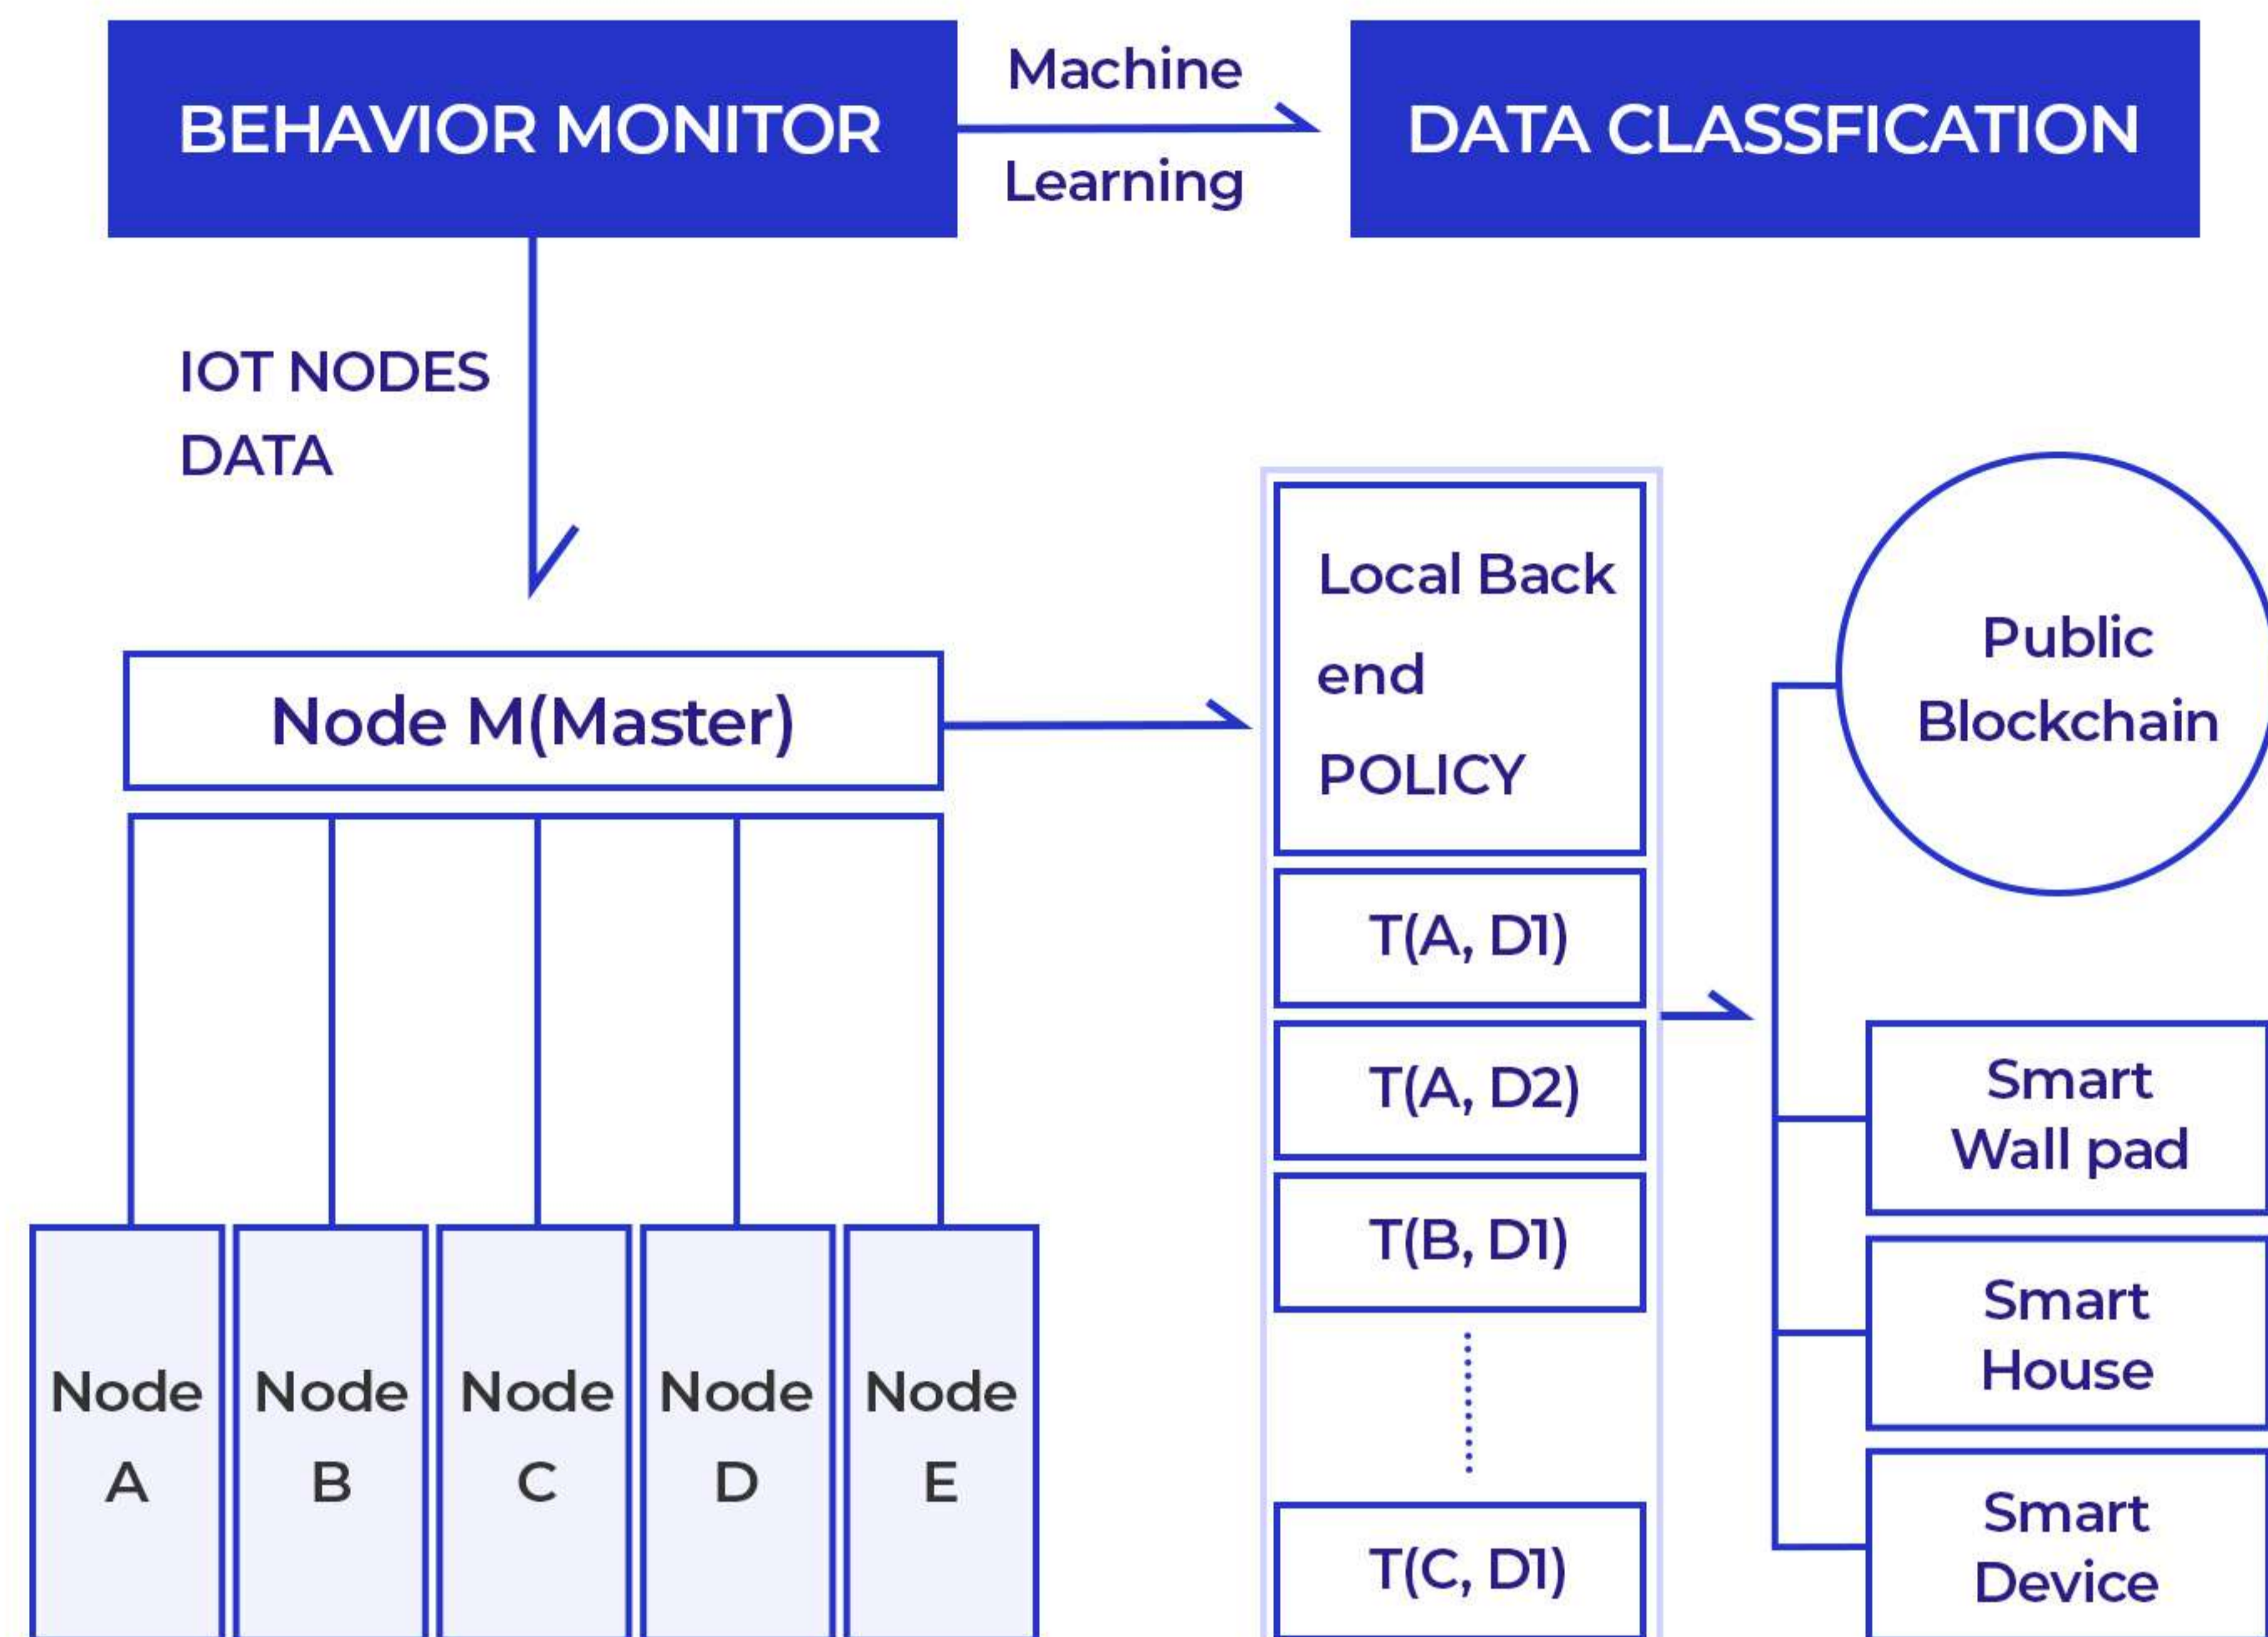 BEHAVIOR MONITOR
Machine
Learning
DATA CLASSFICATION
IOT NODES
DATA
Node M(Master)
Local Back
end
POLICY
T(A, D1)
T(A, D2)
T(B, D1)
T(C, D1)
Public
Blockchain
Smart
Wall pad
Smart
House
Smart
Device
Node
A
Node
B
Node
C
Node
D
Node
E